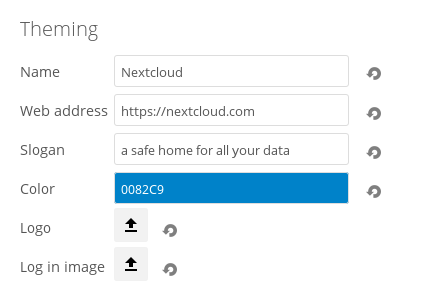 Theming
Name Nextcloud
Web address https://nextcloud.com
Slogan a safe home for all your data
Color 0082C9
Logo
Log in image